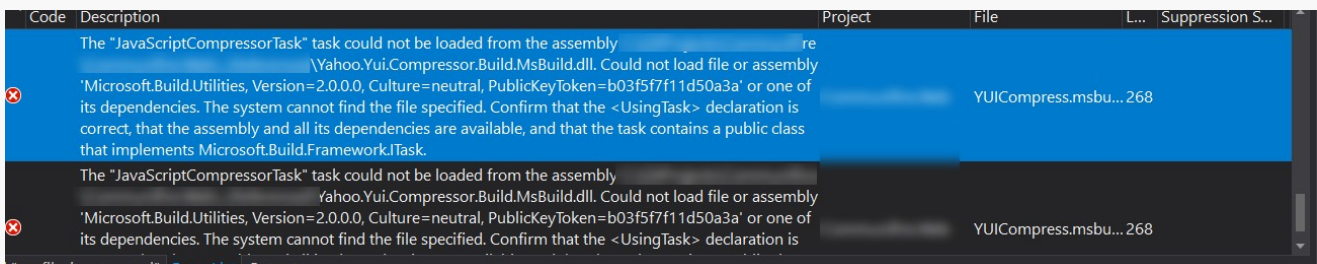 Code Description Project File L... Suppression S...
The "JavaScriptCompressorTask" task could not be loaded from the assembly re
\Yahoo.Yui.Compressor.Build.MsBuild.dll. Could not load file or assembly
'Microsoft.Build.Utilities, Version=2.0.0.0, Culture=neutral, PublicKeyToken=b03f5f7f11d50a3a' or one of
its dependencies. The system cannot find the file specified. Confirm that the <UsingTask> declaration is YUICompress.msbu... 268
correct, that the assembly and all its dependencies are available, and that the task contains a public class
that implements Microsoft.Build.Framework.ITask.
The "JavaScriptCompressorTask" task could not be loaded from the assembly
Yahoo.Yui.Compressor.Build.MsBuild.dll. Could not load file or assembly
'Microsoft.Build.Utilities, Version=2.0.0.0, Culture=neutral, PublicKeyToken=b03f5f7f11d50a3a' or one of YUICompress.msbu... 268
its dependencies. The system cannot find the file specified. Confirm that the <UsingTask> declaration is